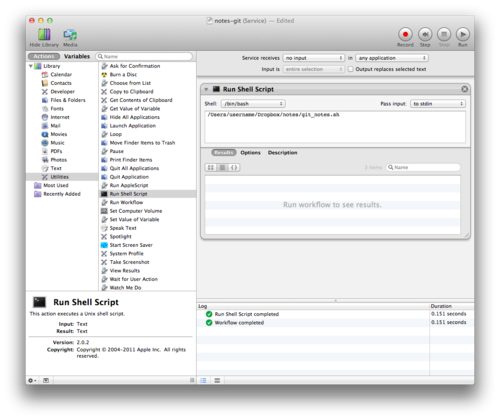 notes-git (Service) — Edited
Hide Library
Media
Record
Step
Stop
Run
Actions
Variables
Name
Library
Calendar
Contacts
Developer
Files & Folders
Fonts
Internet
Mail
Movies
Music
PDFs
Photos
Text
Utilities
Most Used
Recently Added
Ask for Confirmation
Burn a Disc
Choose from List
Copy to Clipboard
Get Contents of Clipboard
Get Value of Variable
Hide All Applications
Launch Application
Loop
Move Finder Items to Trash
Pause
Print Finder Items
Quit All Applications
Quit Application
Run AppleScript
Run Shell Script
Run Workflow
Set Computer Volume
Set Value of Variable
Speak Text
Spotlight
Start Screen Saver
System Profile
Take Screenshot
View Results
Wait for User Action
Watch Me Do
Service receives no input in any application
Input is entire selection Output replaces selected text
Run Shell Script
Shell: /bin/bash Pass input: to stdin
/Users/username/Dropbox/notes/git_notes.sh
Results Options Description
0 items
Name
Run workflow to see results.
Run Shell Script
This action executes a Unix shell script.
Input: Text
Result: Text
Version: 2.0.2
Copyright: Copyright © 2004–2011 Apple Inc. All rights
reserved.
Log Duration
Run Shell Script completed 0.151 seconds
Workflow completed 0.151 seconds